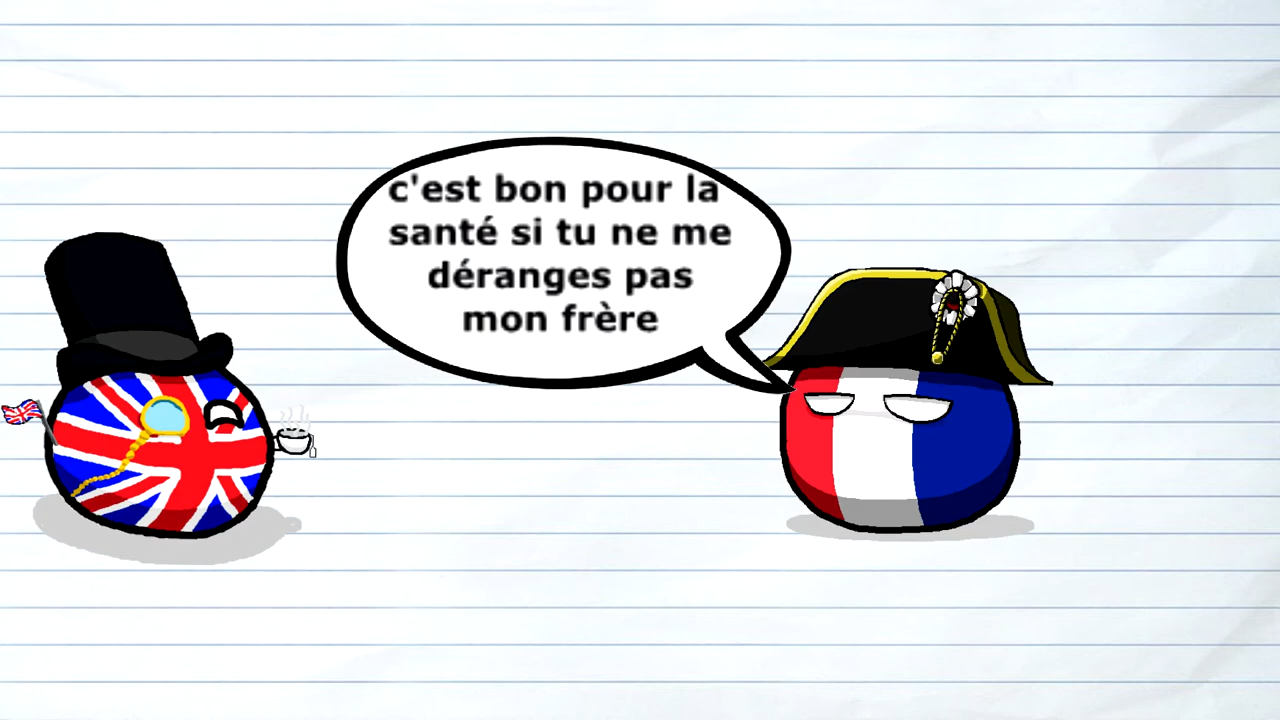 c'est bon pour la
santé si tu ne me
déranges pas
mon frère